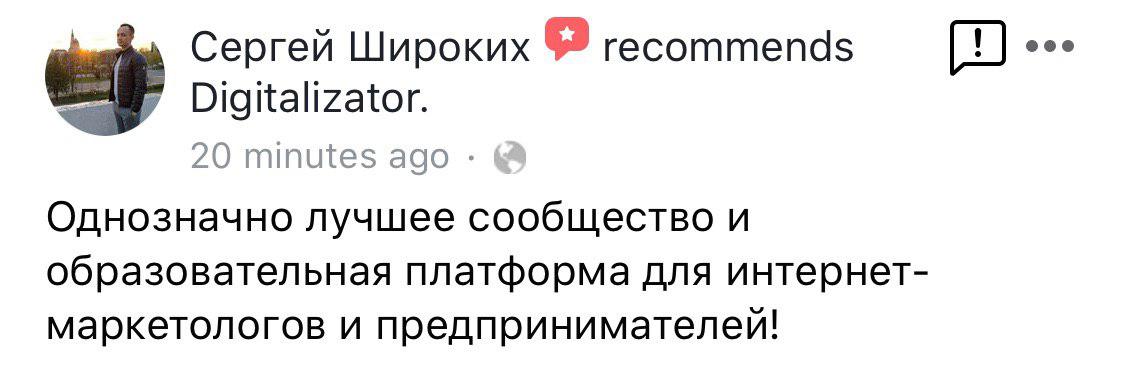 Сергей Широких recommends
Digitalizator.
20 minutes ago ·
Однозначно лучшее сообщество и
образовательная платформа для интернет-
маркетологов и предпринимателей!